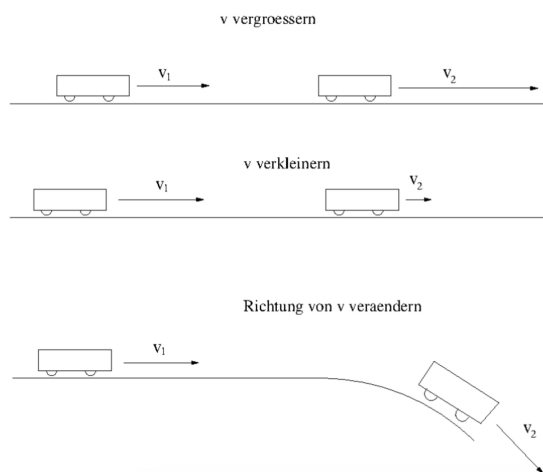 v vergroessern
v₁
v₂
v verkleinern
v₁
v₂
Richtung von v veraendern
v₁
v₂